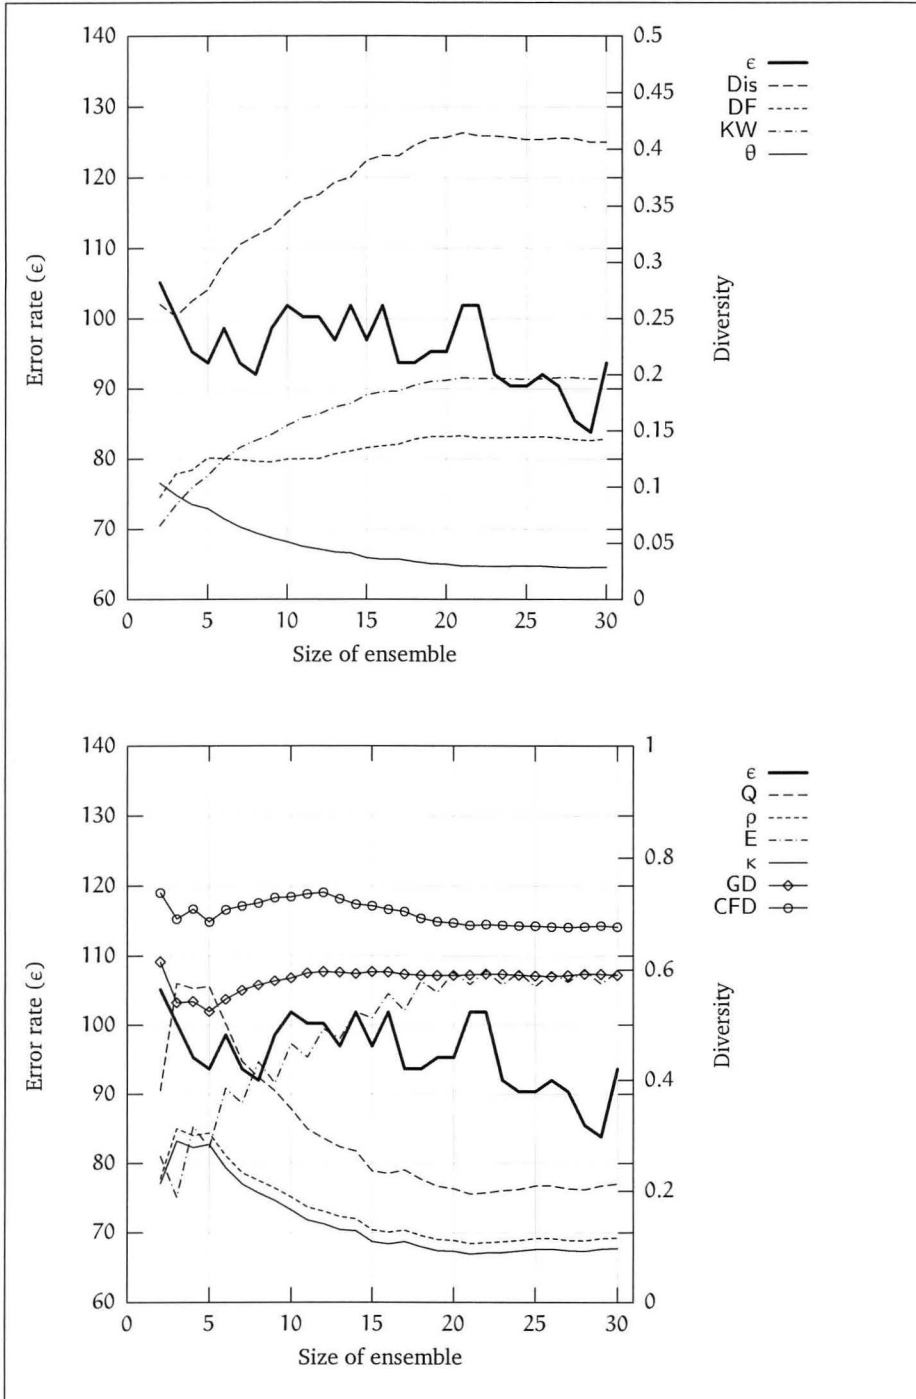 140
130
120
110
100
90
80
70
60
0 5 10 15 20 25 30
0.5
0.45
0.4
0.35
0.3
0.25
0.2
0.15
0.1
0.05
0
Error rate (ϵ)
Diversity
Size of ensemble
ϵ
Dis
DF
KW
θ
140
130
120
110
100
90
80
70
60
0 5 10 15 20 25 30
1
0.8
0.6
0.4
0.2
0
Error rate (ϵ)
Diversity
Size of ensemble
ϵ
Q
ρ
E
κ
GD
CFD